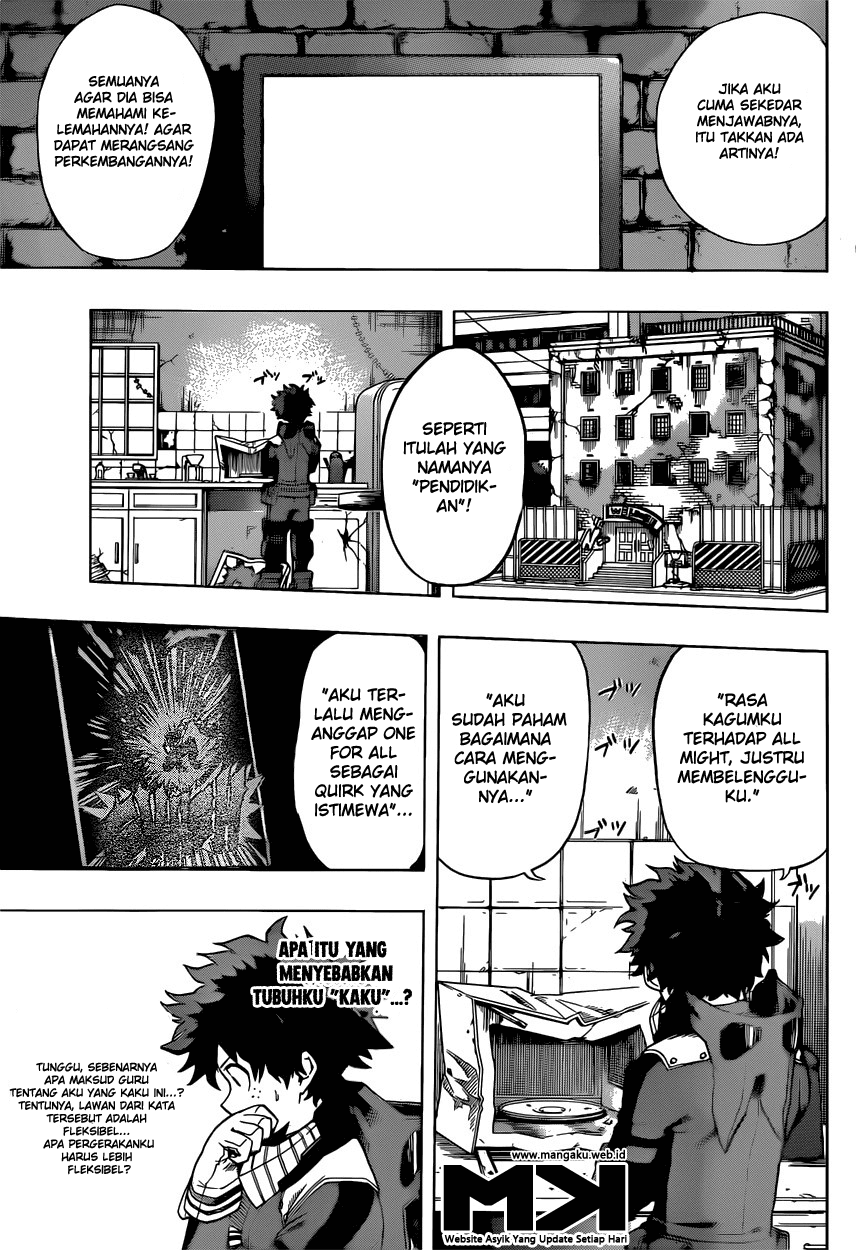 JIKA AKU
CUMA SEKEDAR
MENJAWABNYA,
ITU TAKKAN ADA
ARTINYA!
SEMUANYA
AGAR DIA BISA
MEMAHAMI KE-
LEMAHANNYA! AGAR
DAPAT MERANGSANG
PERKEMBANGANNYA!
SEPERTI
ITULAH YANG
NAMANYA
"PENDIDIK-
AN"!
"RASA
KAGUMKU
TERHADAP ALL
MIGHT, JUSTRU
MEMBELENGGU-
KU."
"AKU
SUDAH PAHAM
BAGAIMANA
CARA MENG-
GUNAKAN-
NYA..."
"AKU TER-
LALU MENG-
ANGGAP ONE
FOR ALL
SEBAGAI
QUIRK YANG
ISTIMEWA"...
APA ITU YANG
MENYEBABKAN
TUBUHKU "KAKU"...?
TUNGGU, SEBENARNYA
APA MAKSUD GURU
TENTANG AKU YANG KAKU INI...?
TENTUNYA, LAWAN DARI KATA
TERSEBUT ADALAH
FLEKSIBEL...
APA PERGERAKANKU
HARUS LEBIH
FLEKSIBEL?
www.mangaku.web.id
MK
Website Asyik Yang Update Setiap Hari